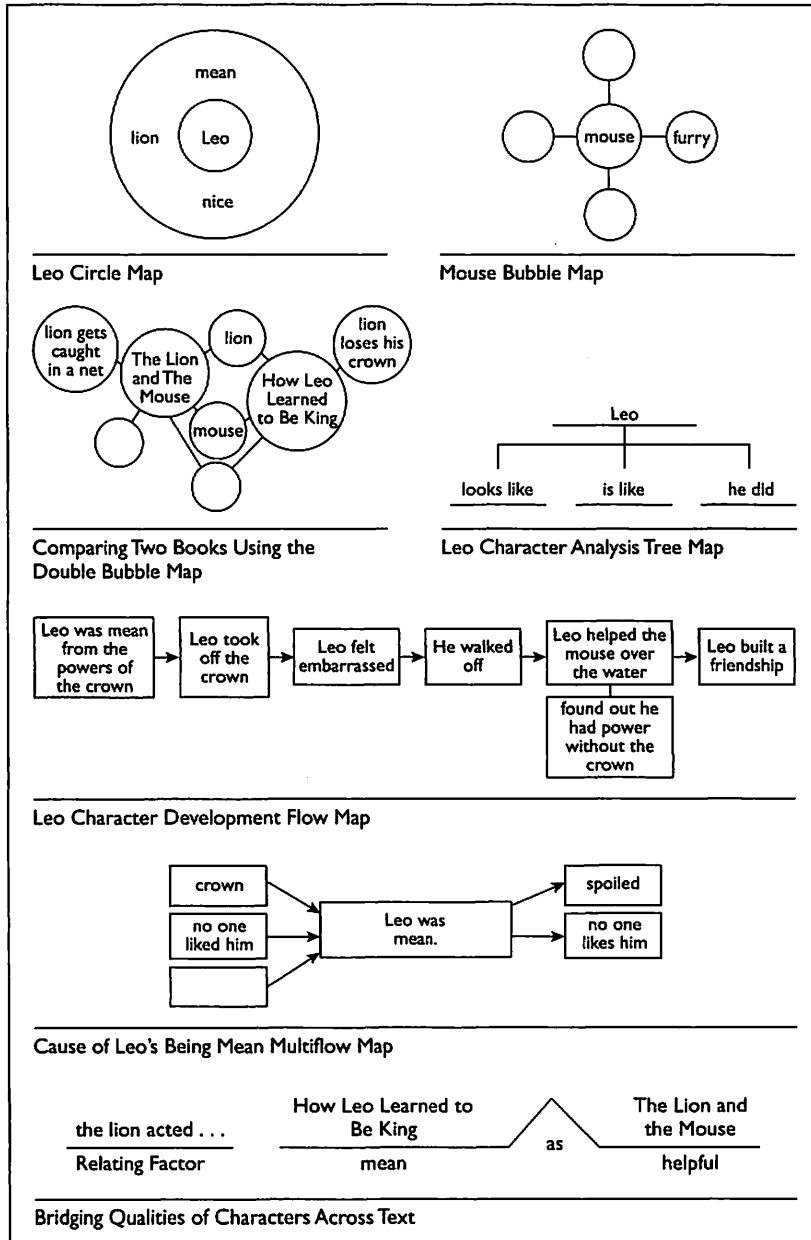 mean
lion
Leo
nice
Leo Circle Map
mouse
furry
Mouse Bubble Map
lion gets
caught
in a net
The Lion
and The
Mouse
lion
mouse
How Leo
Learned
to Be King
lion
loses his
crown
Comparing Two Books Using the
Double Bubble Map
Leo
looks like
is like
he did
Leo Character Analysis Tree Map
Leo was mean
from the
powers of
the crown
Leo took
off the
crown
Leo felt
embarrassed
He walked
off
Leo helped the
mouse over
the water
found out he
had power
without the
crown
Leo built a
friendship
Leo Character Development Flow Map
crown
no one
liked him
Leo was
mean.
spoiled
no one
likes him
Cause of Leo's Being Mean Multiflow Map
the lion acted . . .
Relating Factor
How Leo Learned to
Be King
mean
as
The Lion and
the Mouse
helpful
Bridging Qualities of Characters Across Text